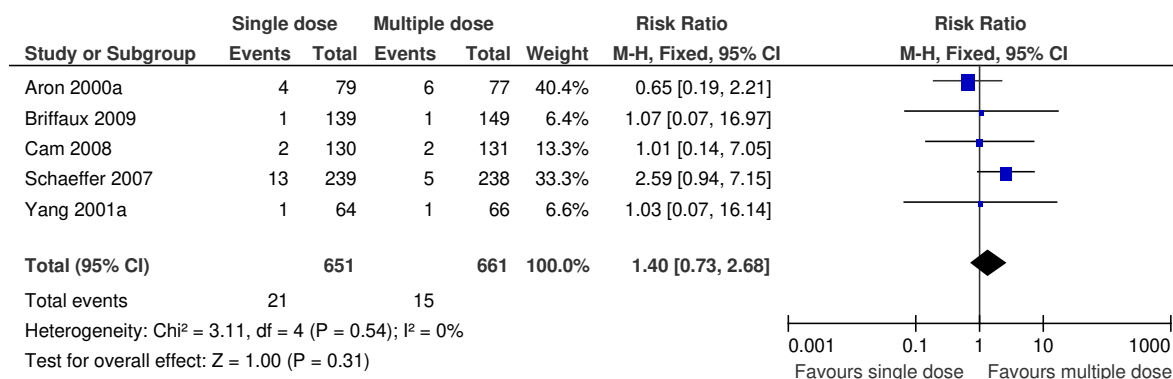 Single dose Multiple dose Risk Ratio Risk Ratio
Study or Subgroup Events Total Events Total Weight M-H, Fixed, 95% CI M-H, Fixed, 95% CI
Aron 2000a 4 79 6 77 40.4% 0.65 [0.19, 2.21]
Briffaux 2009 1 139 1 149 6.4% 1.07 [0.07, 16.97]
Cam 2008 2 130 2 131 13.3% 1.01 [0.14, 7.05]
Schaeffer 2007 13 239 5 238 33.3% 2.59 [0.94, 7.15]
Yang 2001a 1 64 1 66 6.6% 1.03 [0.07, 16.14]
Total (95% CI) 651 661 100.0% 1.40 [0.73, 2.68]
Total events 21 15
Heterogeneity: Chi² = 3.11, df = 4 (P = 0.54); I² = 0%
Test for overall effect: Z = 1.00 (P = 0.31)
0.001 0.1 1 10 1000
Favours single dose Favours multiple dose